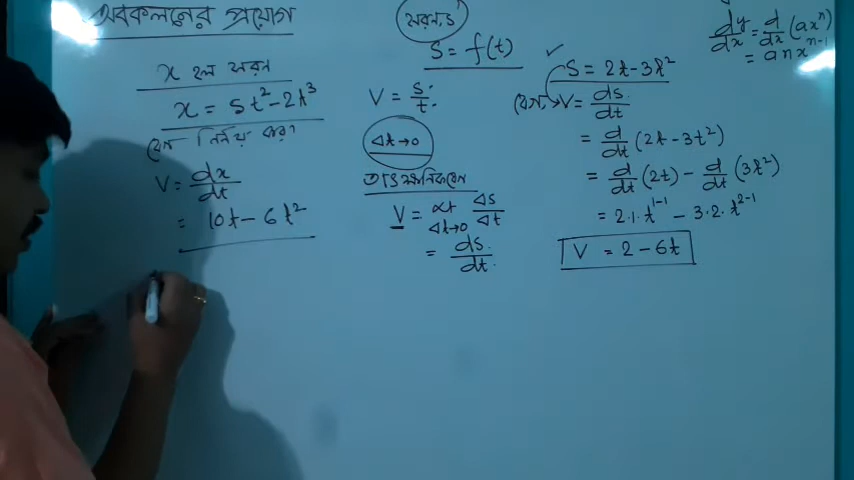 অবকলনের প্রয়োগ
x হল সরণ
x = 5t² - 2t³
বেগ নির্ণয় কর।
V = dx/dt
= 10t - 6t²
সরণ, s
S = f(t)
V = s/t
Δt→0
তাৎক্ষনিকবেগ
V = Δt→0 Δs/Δt
= ds/dt
S = 2t - 3t²
বেগ, V = ds/dt
= d/dt (2t - 3t²)
= d/dt (2t) - d/dt (3t²)
= 2.1.t¹⁻¹ - 3.2.t²⁻¹
V = 2 - 6t
dy/dx = d/dx (axⁿ)
= anxⁿ⁻¹